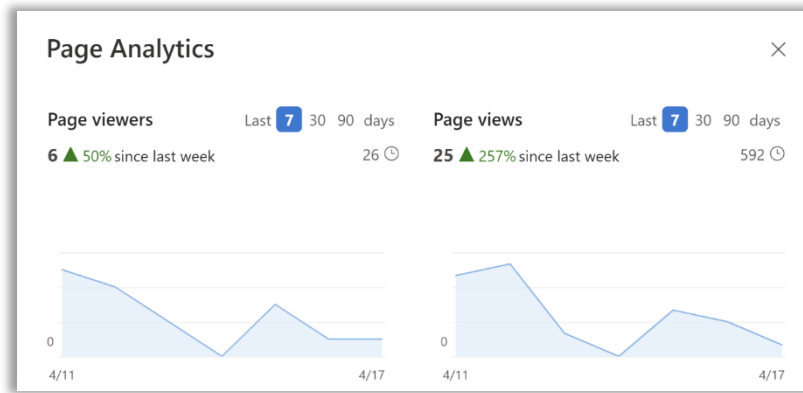 Page Analytics
Page viewers
Last 7 30 90 days
6 ▲ 50% since last week
26
0
4/11
4/17
Page views
Last 7 30 90 days
25 ▲ 257% since last week
592
0
4/11
4/17